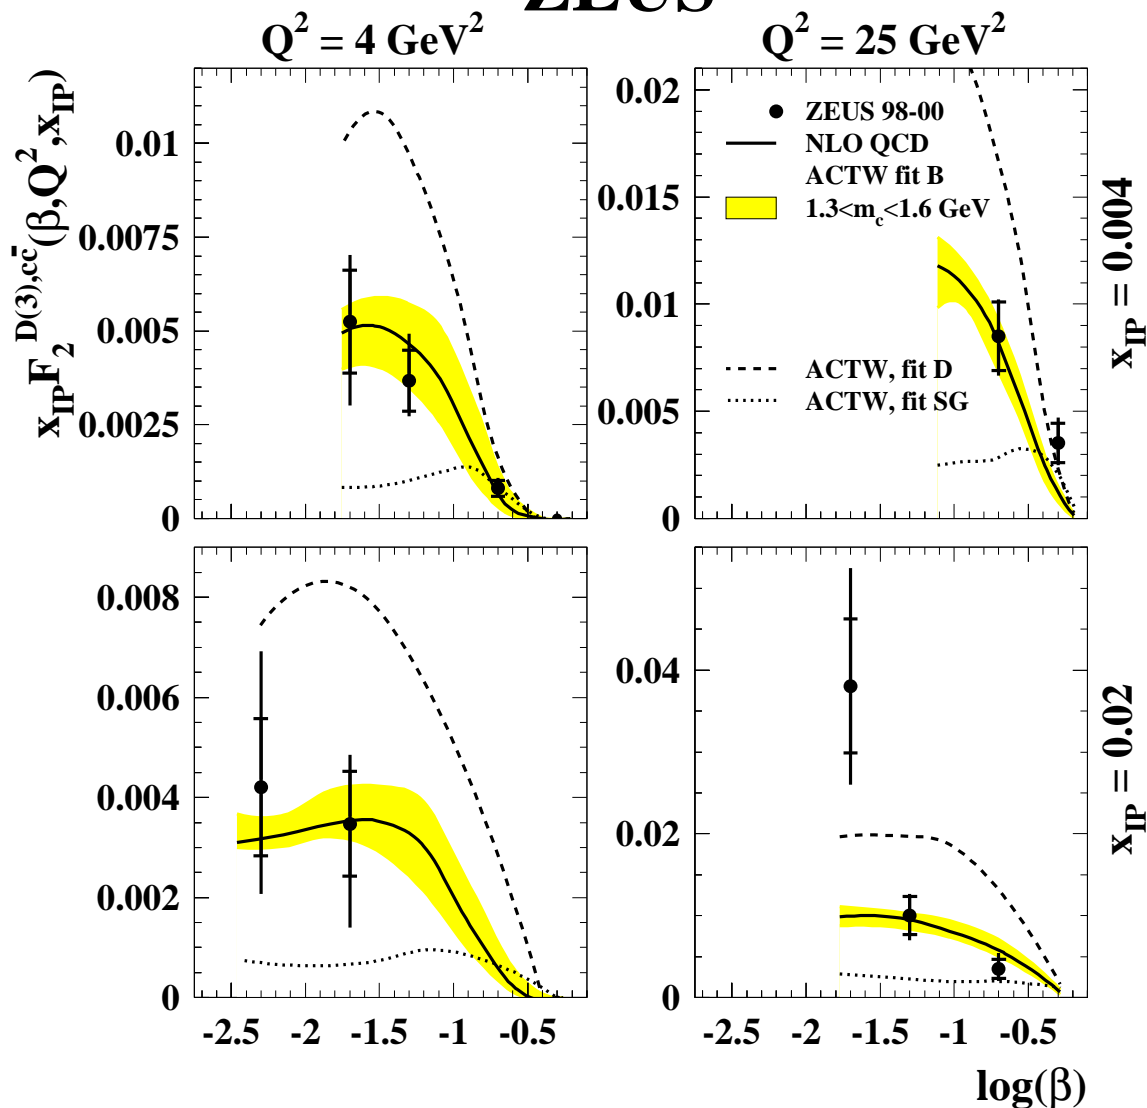 ZEUS
Q² = 4 GeV²
Q² = 25 GeV²
x_IP F₂^D(3),cc̄(β,Q²,x_IP)
0.01
0.0075
0.005
0.0025
0
0.02
0.015
0.01
0.005
0
ZEUS 98-00
NLO QCD
ACTW fit B
1.3<m_c<1.6 GeV
ACTW, fit D
ACTW, fit SG
x_IP = 0.004
0.008
0.006
0.004
0.002
0
-2.5 -2 -1.5 -1 -0.5
0.04
0.02
0
-2.5 -2 -1.5 -1 -0.5
x_IP = 0.02
log(β)